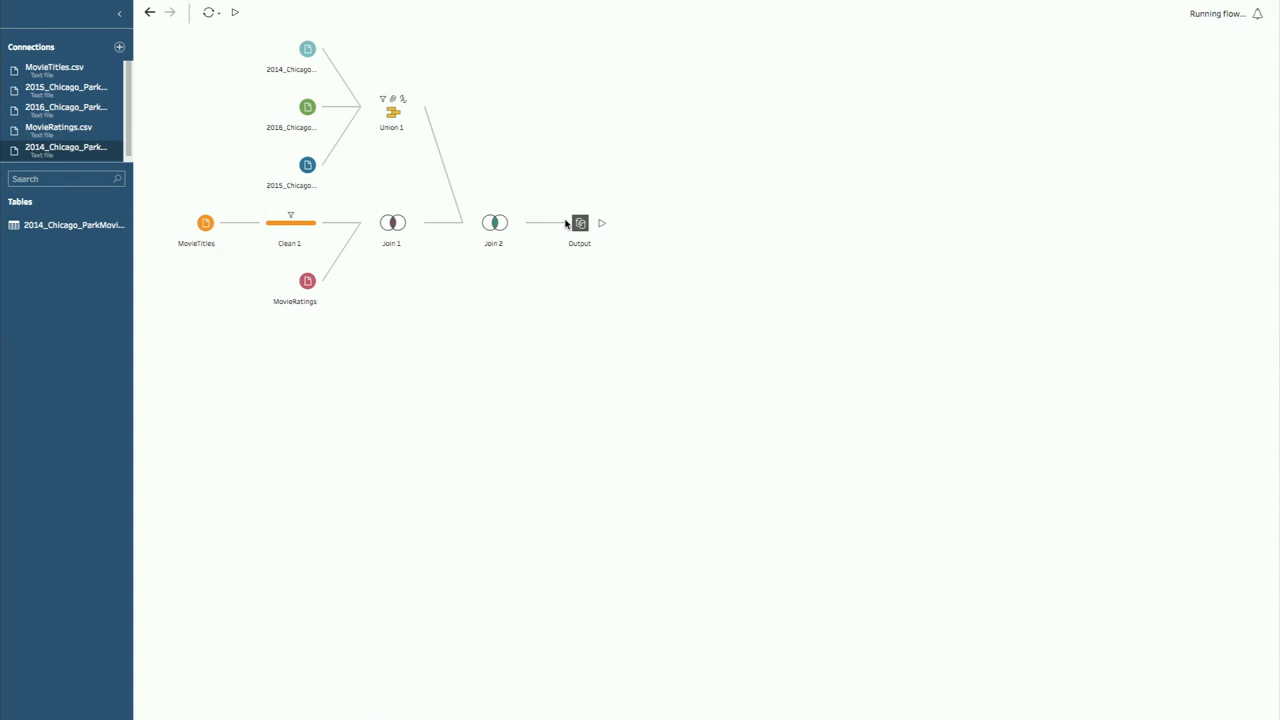 Running flow...
Connections
MovieTitles.csv
Text file
2015_Chicago_Park...
Text file
2016_Chicago_Park...
Text file
MovieRatings.csv
Text file
2014_Chicago_Park...
Text file
Search
Tables
2014_Chicago_ParkMovi...
2014_Chicago...
2016_Chicago...
Union 1
2015_Chicago...
MovieTitles
Clean 1
Join 1
Join 2
Output
MovieRatings